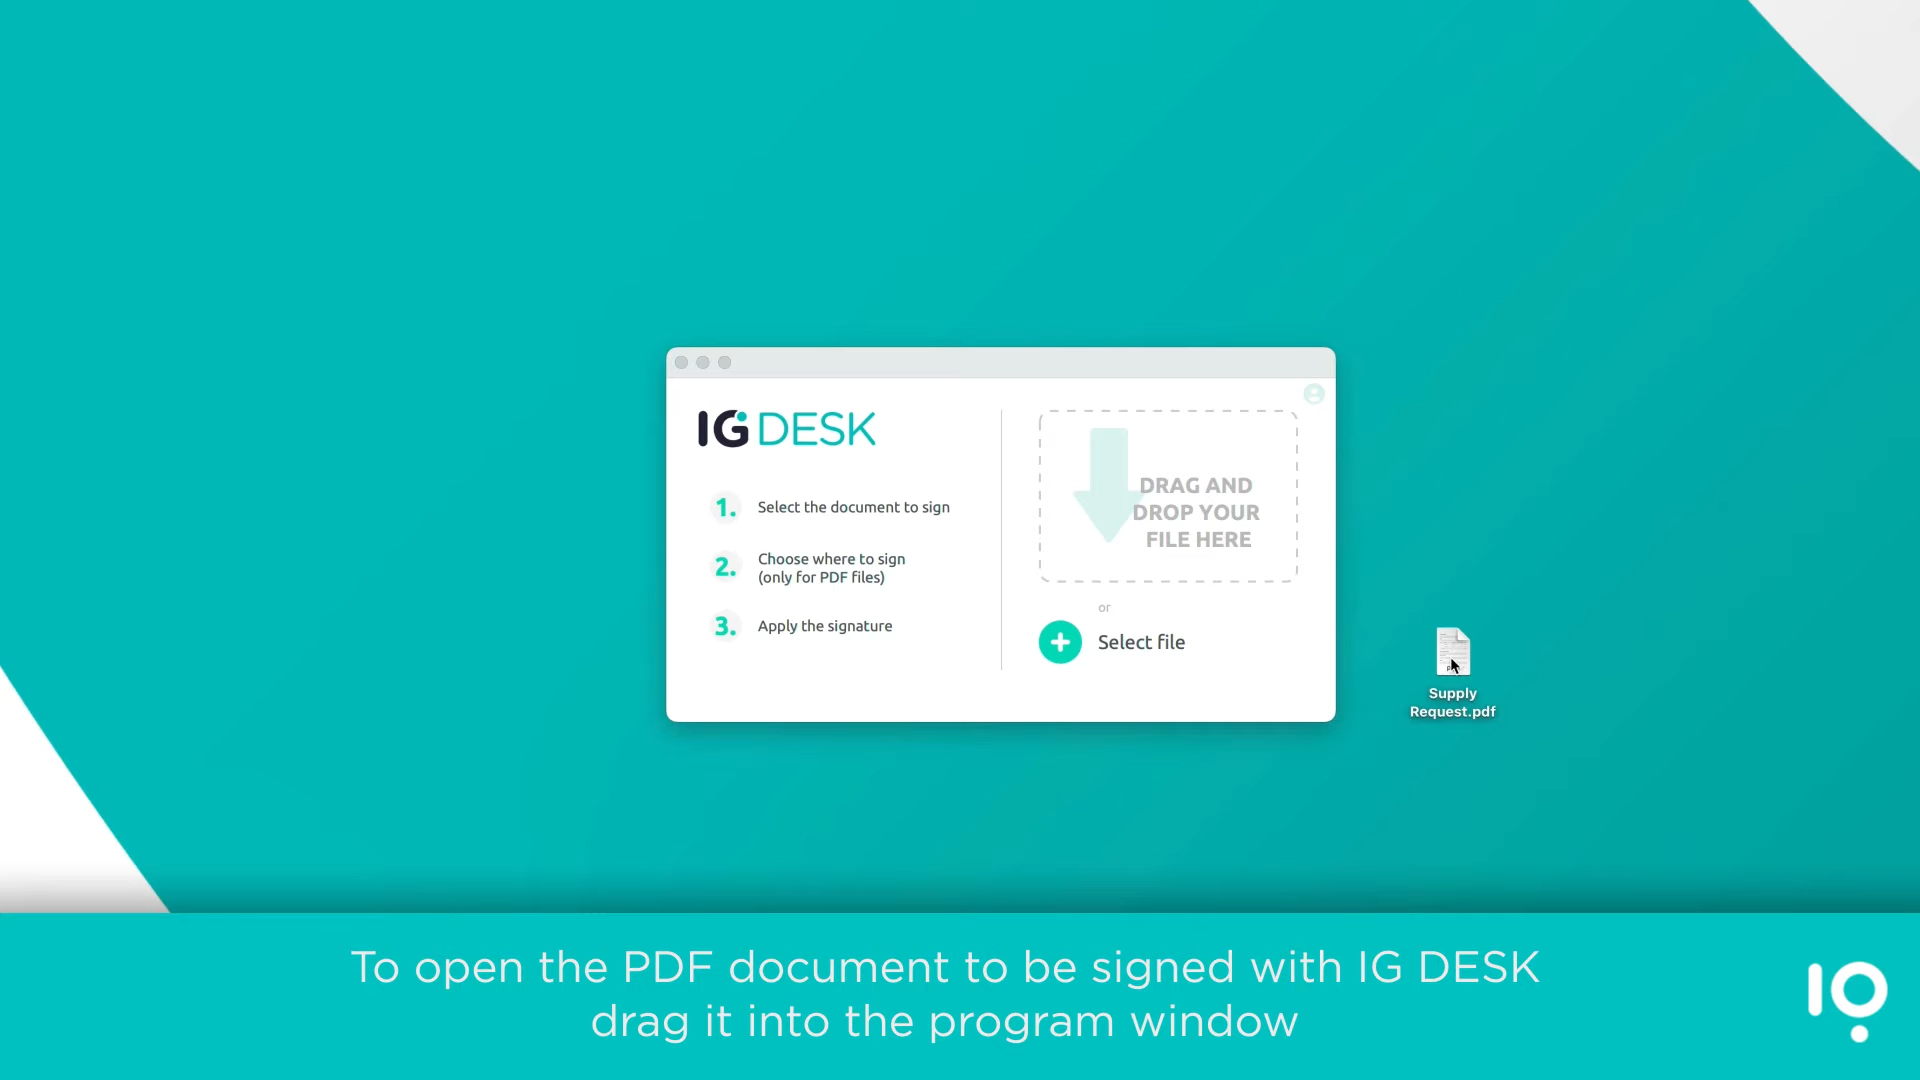 IG DESK
1. Select the document to sign
2. Choose where to sign
(only for PDF files)
3. Apply the signature
DRAG AND
DROP YOUR
FILE HERE
or
Select file
Supply
Request.pdf
To open the PDF document to be signed with IG DESK
drag it into the program window